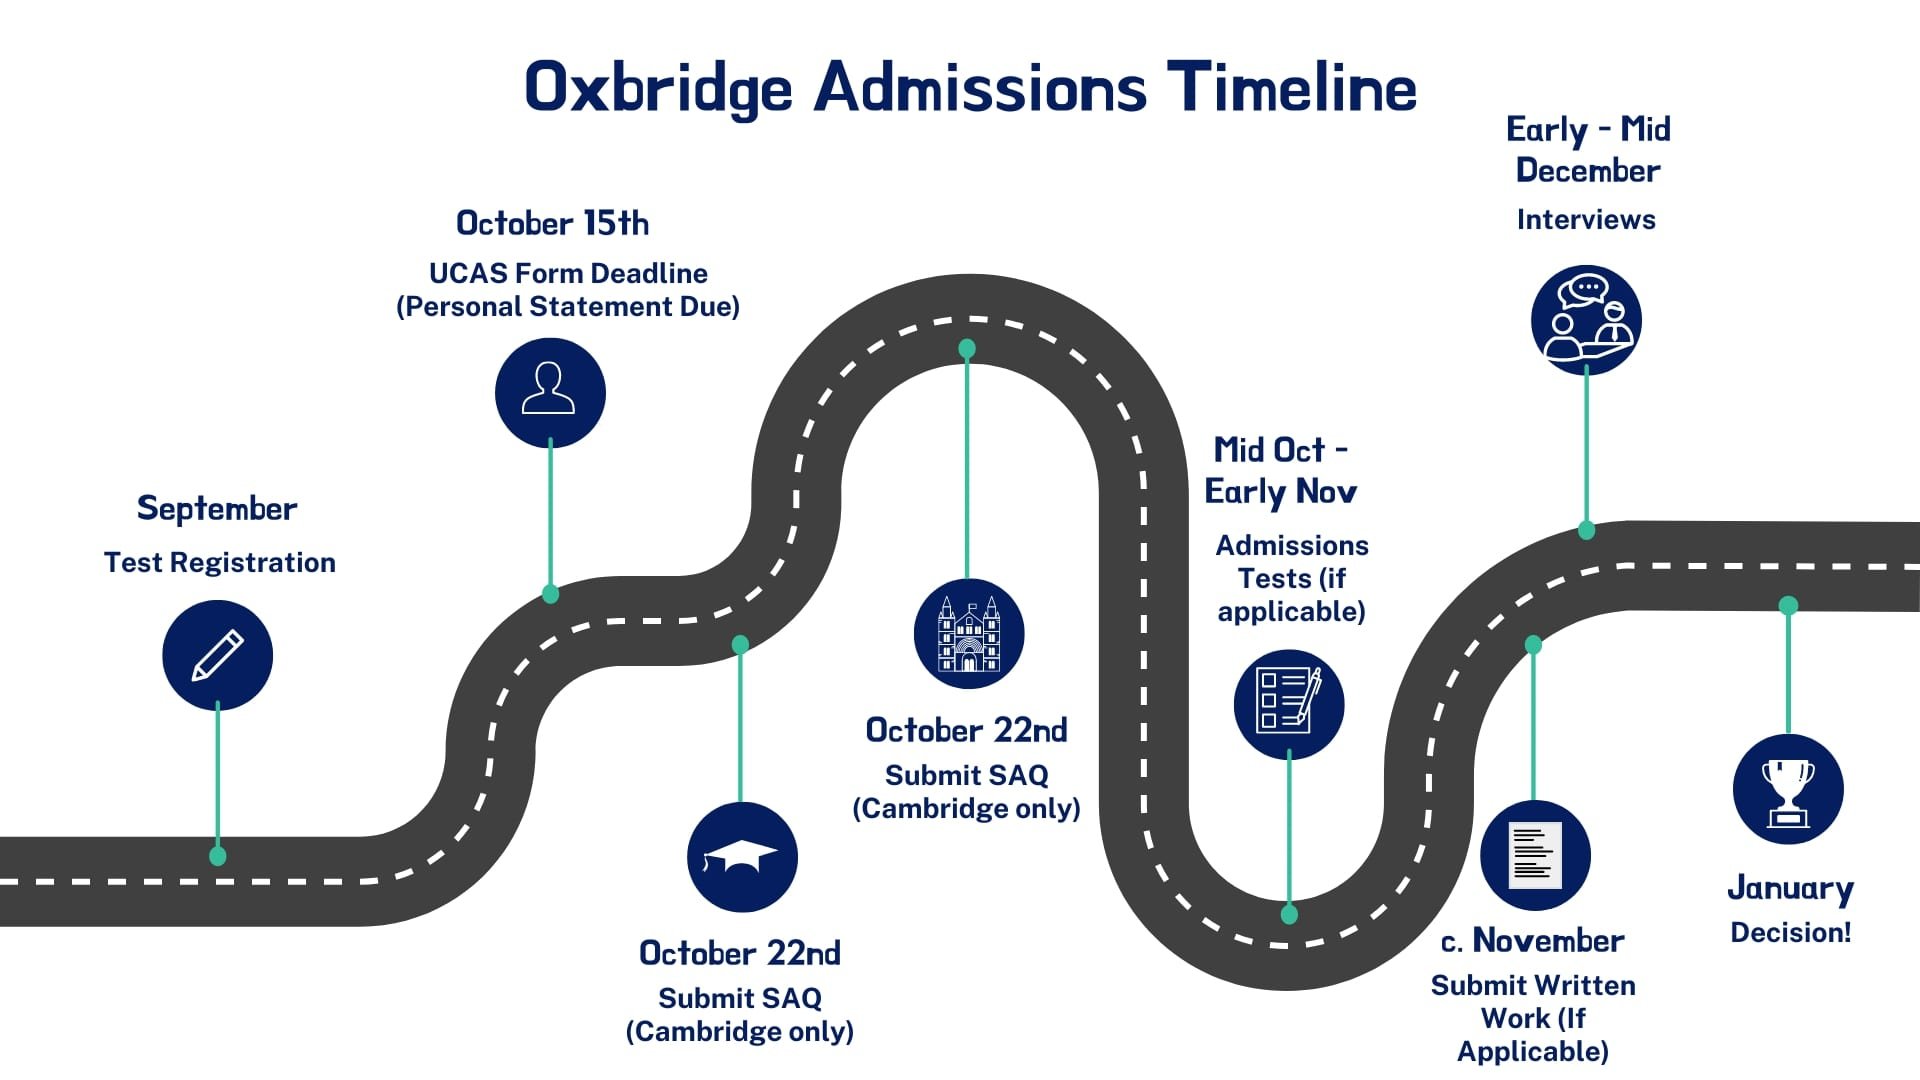 Oxbridge Admissions Timeline
September
Test Registration
October 15th
UCAS Form Deadline
(Personal Statement Due)
October 22nd
Submit SAQ
(Cambridge only)
October 22nd
Submit SAQ
(Cambridge only)
Mid Oct -
Early Nov
Admissions
Tests (if
applicable)
c. November
Submit Written
Work (If
Applicable)
Early - Mid
December
Interviews
January
Decision!